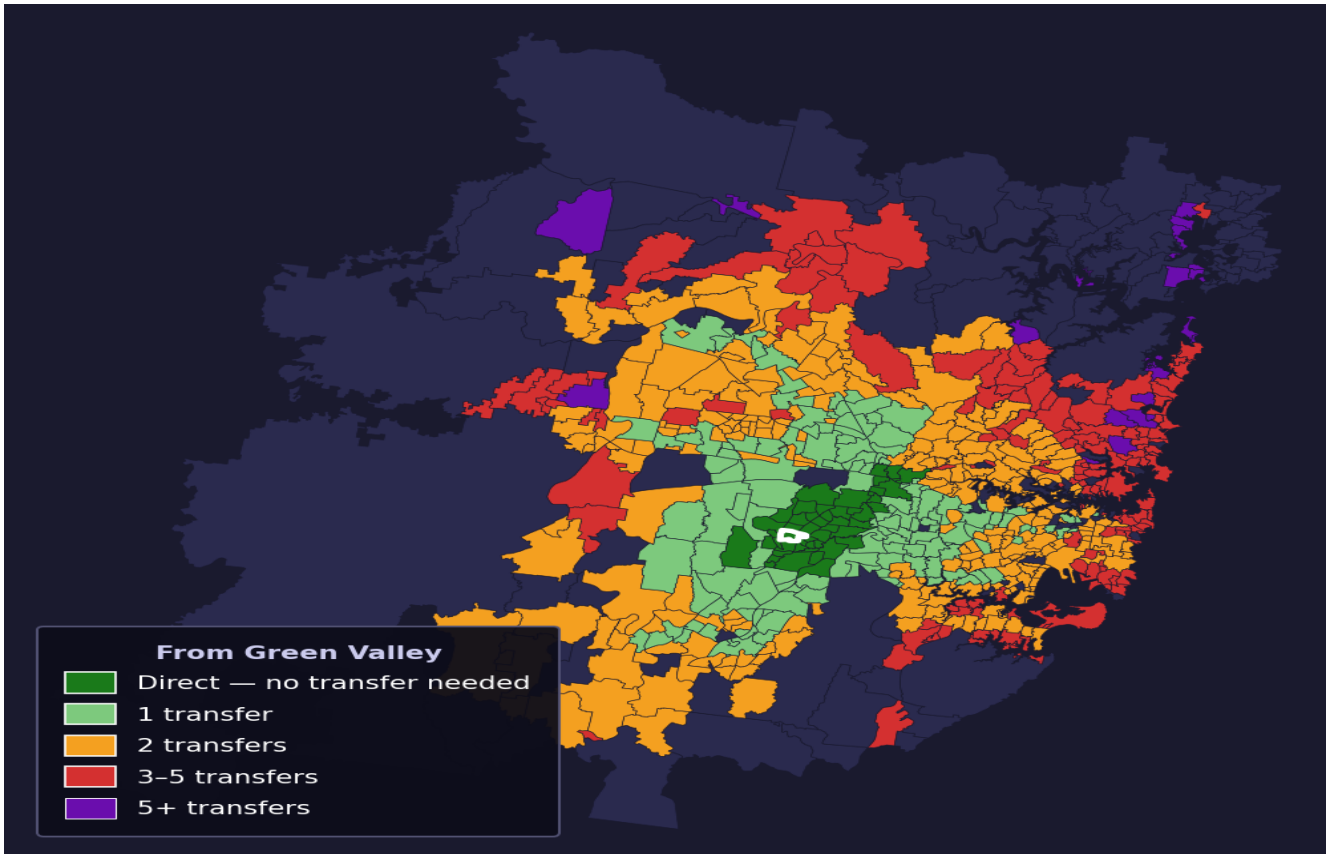 From Green Valley
Direct — no transfer needed
1 transfer
2 transfers
3–5 transfers
5+ transfers